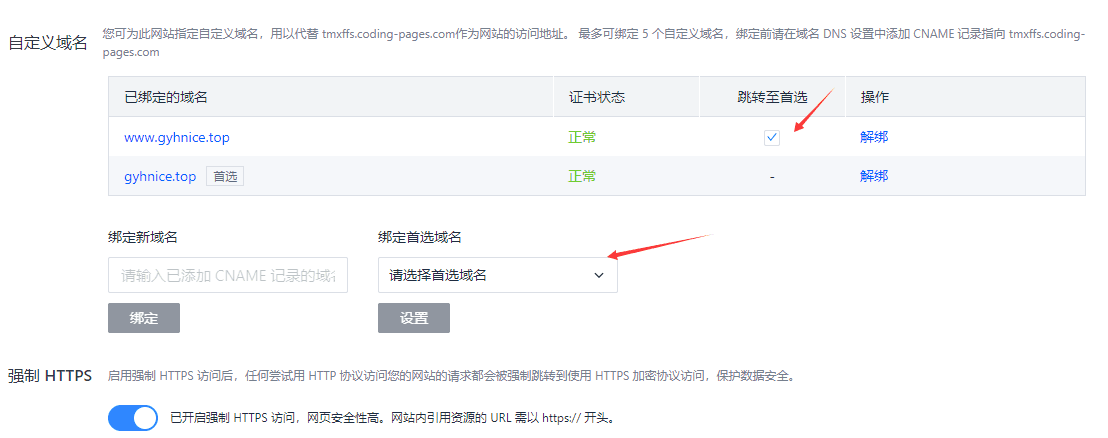 自定义域名
您可为此网站指定自定义域名，用以代替 tmxffs.coding-pages.com作为网站的访问地址。 最多可绑定 5 个自定义域名，绑定前请在域名 DNS 设置中添加 CNAME 记录指向 tmxffs.coding-
pages.com
已绑定的域名 证书状态 跳转至首选 操作
www.gyhnice.top 正常 解绑
gyhnice.top 首选 正常 - 解绑
绑定新域名 绑定首选域名
请输入已添加 CNAME 记录的域名 请选择首选域名
绑定 设置
强制 HTTPS 启用强制 HTTPS 访问后，任何尝试用 HTTP 协议访问您的网站的请求都会被强制跳转到使用 HTTPS 加密协议访问，保护数据安全。
已开启强制 HTTPS 访问，网页安全性高。网站内引用资源的 URL 需以 https:// 开头。